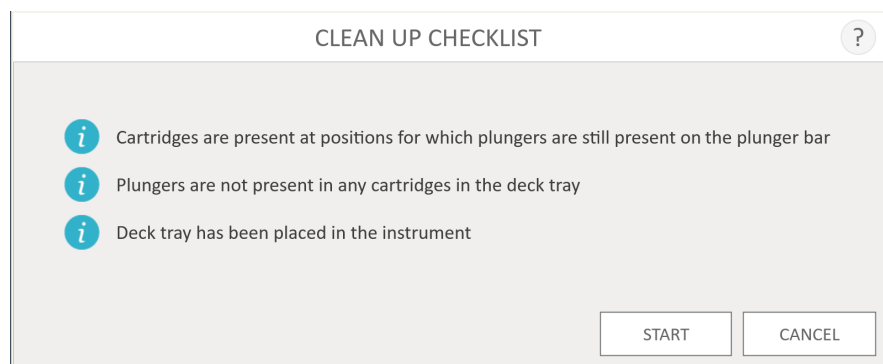 CLEAN UP CHECKLIST
?
i Cartridges are present at positions for which plungers are still present on the plunger bar
i Plungers are not present in any cartridges in the deck tray
i Deck tray has been placed in the instrument
START CANCEL